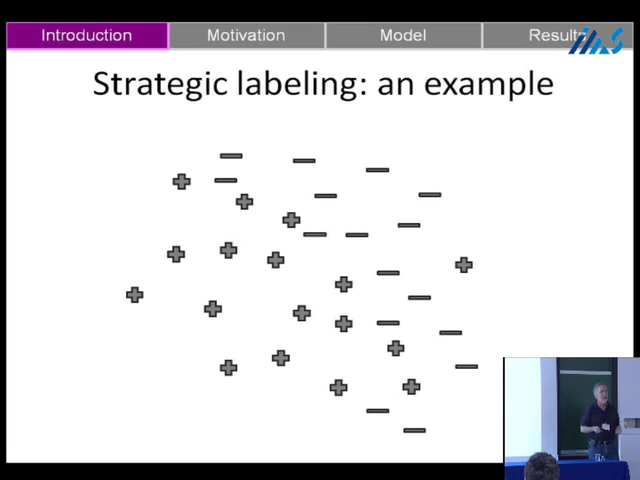 Introduction
Motivation
Model
Results
Strategic labeling: an example